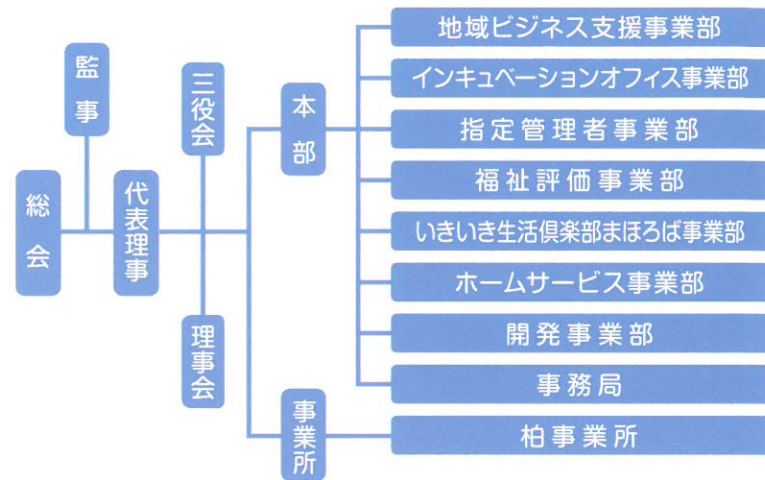 総会
監事
代表理事
三役会
理事会
本部
事業所
地域ビジネス支援事業部
インキュベーションオフィス事業部
指定管理者事業部
福祉評価事業部
いきいき生活倶楽部まほろば事業部
ホームサービス事業部
開発事業部
事務局
柏事業所